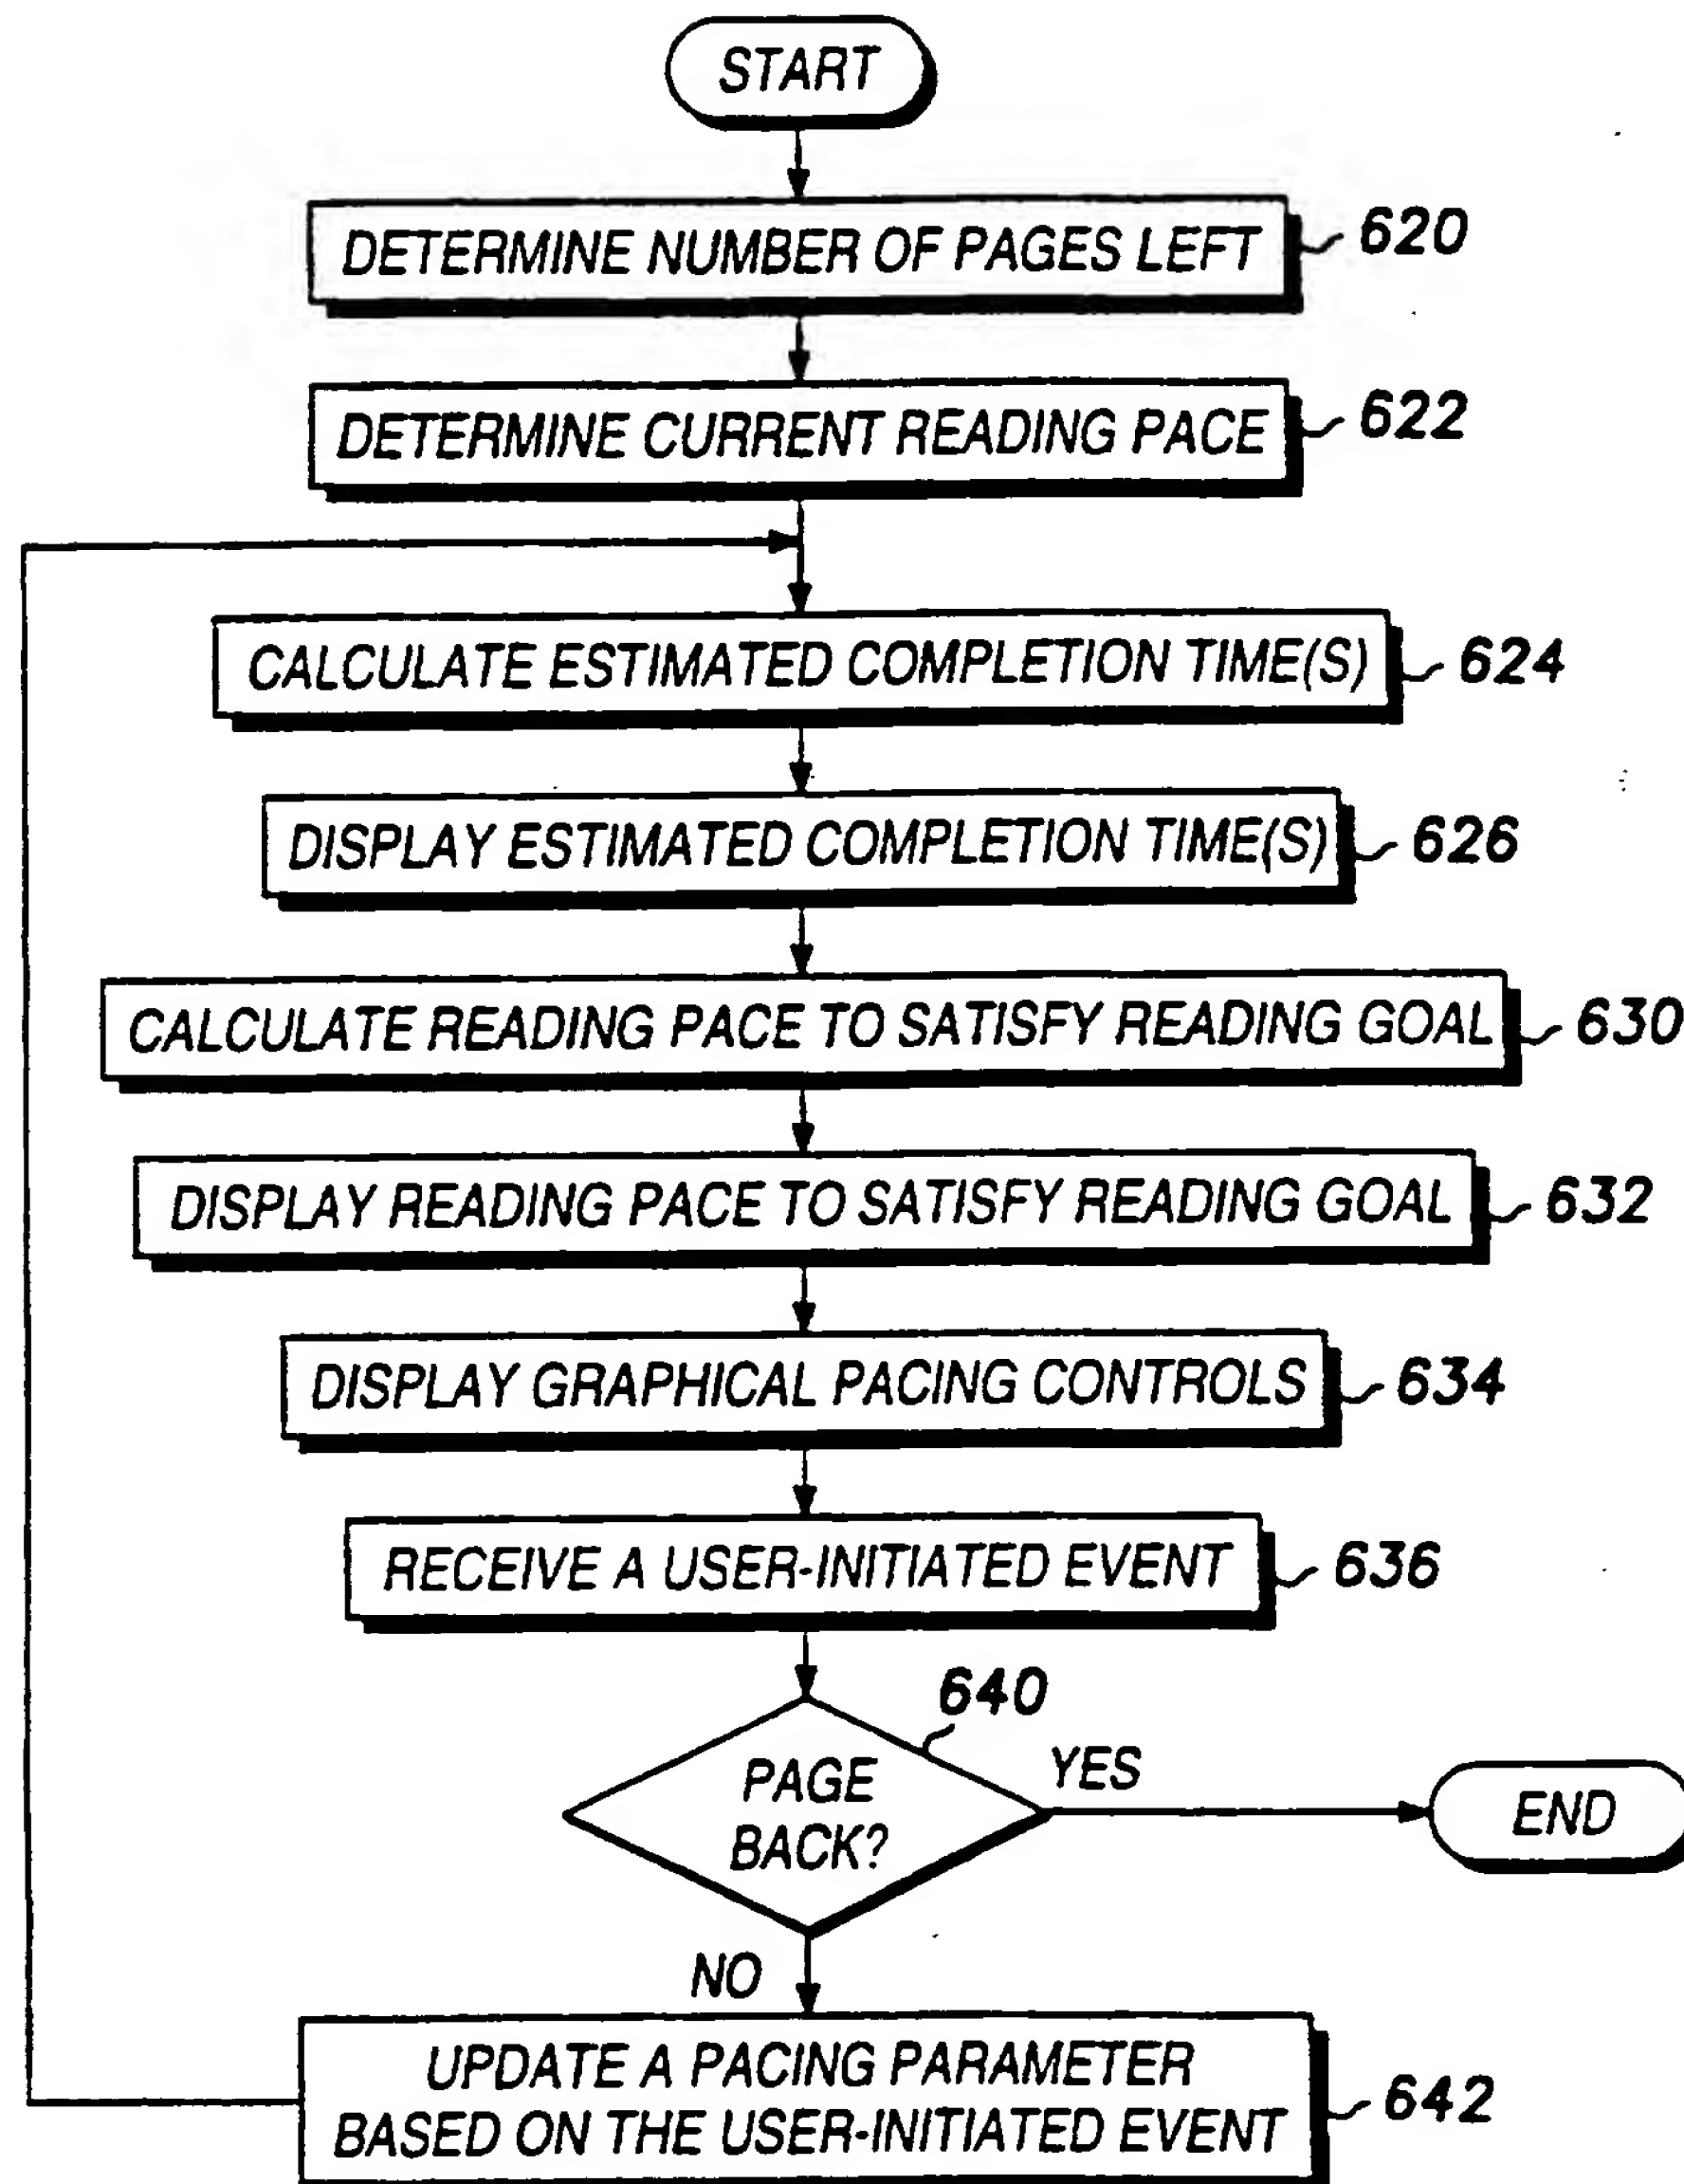 START
DETERMINE NUMBER OF PAGES LEFT 620
DETERMINE CURRENT READING PACE 622
CALCULATE ESTIMATED COMPLETION TIME(S) 624
DISPLAY ESTIMATED COMPLETION TIME(S) 626
CALCULATE READING PACE TO SATISFY READING GOAL 630
DISPLAY READING PACE TO SATISFY READING GOAL 632
DISPLAY GRAPHICAL PACING CONTROLS 634
RECEIVE A USER-INITIATED EVENT 636
640
PAGE
BACK?
YES
END
NO
UPDATE A PACING PARAMETER
BASED ON THE USER-INITIATED EVENT 642